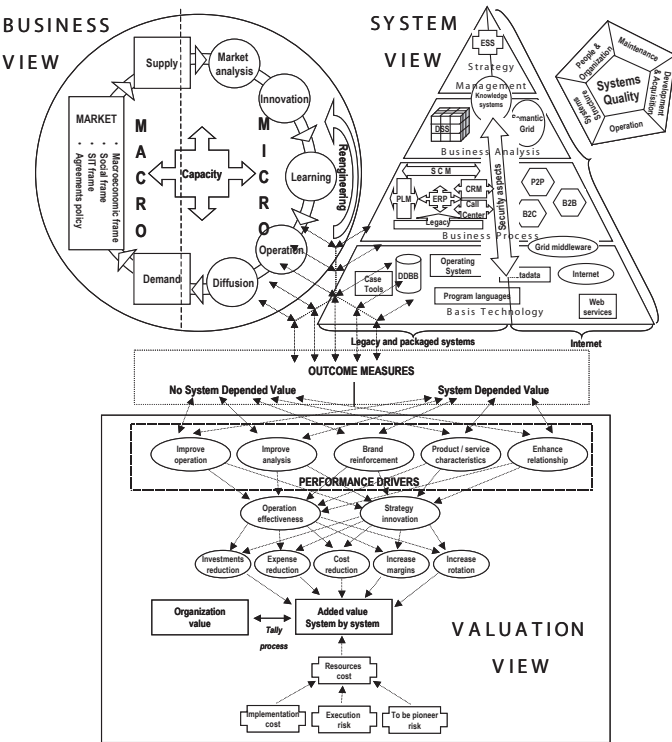 BUSINESS
VIEW
Supply
Market
analysis
Innovation
Learning
Operation
Diffusion
Demand
MARKET
• Macroeconomic frame
• Social frame
• SIT frame
• Agreements policy
MACRO
Capacity
MICRO
Reengineering
SYSTEM
VIEW
ESS
Strategy
Management
Knowledge
systems
DSS
Grid
Business Analysis
SCM
PLM
ERP
CRM
Call
Center
Legacy
Business Process
Security aspects
P2P
B2B
B2C
Grid middleware
Case
Tools
DDBB
Operating
System
Internet
Program languages
Web
services
Basis Technology
Legacy and packaged systems
Internet
People &
Organization
Maintenance
Development
& Acquisition
Operation
Systems
Structure
Systems
Quality
OUTCOME MEASURES
No System Depended Value
System Depended Value
Improve
operation
Improve
analysis
Brand
reinforcement
Product / service
characteristics
Enhance
relationship
PERFORMANCE DRIVERS
Operation
effectiveness
Strategy
innovation
Investments
reduction
Expense
reduction
Cost
reduction
Increase
margins
Increase
rotation
Organization
value
Tally
process
Added value
System by system
VALUATION
VIEW
Resources
cost
Implementation
cost
Execution
risk
To be pioneer
risk